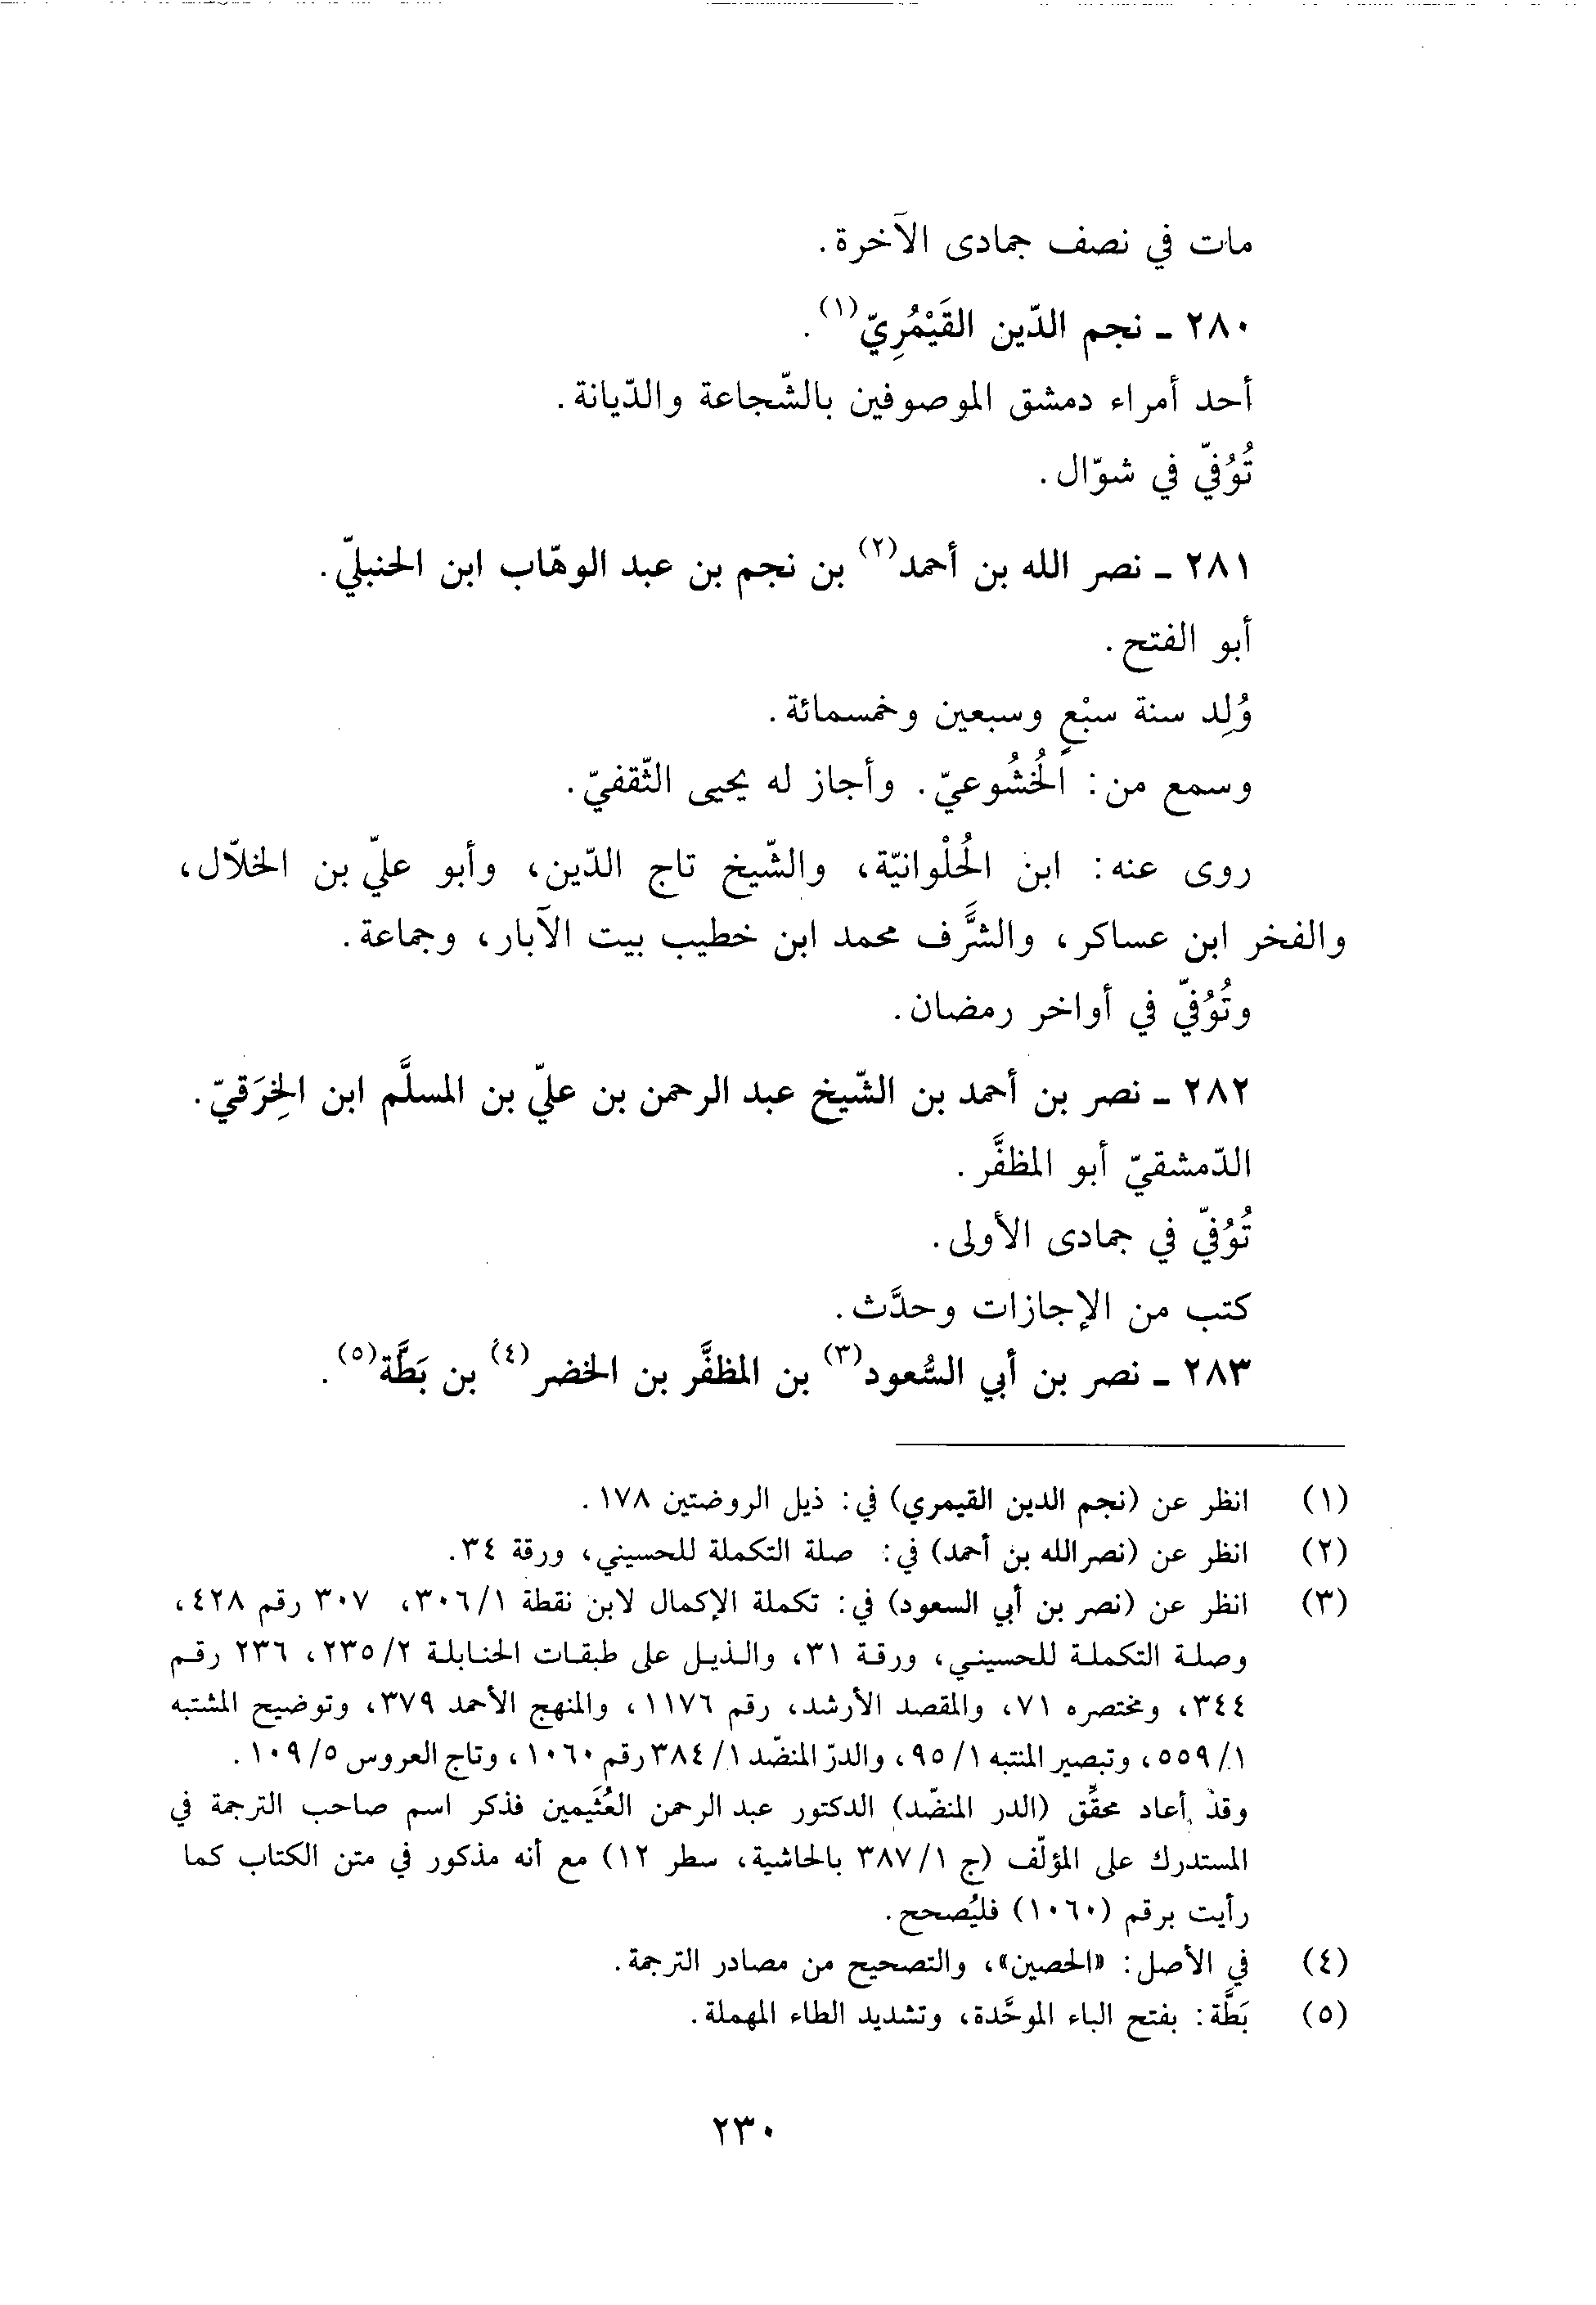 مات في نصف جمادى الآخرة.
٢٨٠ - نجم الدّين القَيْمُرِيّ(١).
أحد أمراء دمشق الموصوفين بالشّجاعة والدّيانة.
تُوُفّي في شوّال.
٢٨١ - نصر الله بن أحمد(٢) بن نجم بن عبد الوهّاب ابن الحنبليّ.
أبو الفتح.
وُلِد سنة سبْعٍ وسبعين وخمسمائة.
وسمع من: الُخشُوعيّ. وأجاز له يحيى الثّقفيّ.
روى عنه: ابن الُحلْوانيّة، والشّيخ تاج الدّين، وأبو عليّ بن الخلاّل،
والفخر ابن عساكر، والشَّرَف محمد ابن خطيب بيت الآبار، وجماعة.
وتُوُفّي في أواخر رمضان.
٢٨٢ - نصر بن أحمد بن الشّيخ عبد الرحمن بن عليّ بن المسلَّم ابن الِخرَقيّ.
الدّمشقيّ أبو المظفَّر.
تُوُفّي في جمادى الأولى.
كتب من الإجازات وحدَّث.
٢٨٣ - نصر بن أبي السُّعود(٣) بن المظفَّر بن الخضر(٤) بن بَطَّة(٥).
(١) انظر عن (نجم الدين القيمري) في: ذيل الروضتين ١٧٨.
(٢) انظر عن (نصرالله بن أحمد) في: صلة التكملة للحسيني، ورقة ٣٤.
(٣) انظر عن (نصر بن أبي السعود) في: تكملة الإكمال لابن نقطة ٣٠٦/١، ٣٠٧ رقم ٤٢٨،
وصلة التكملة للحسيني، ورقة ٣١، والذيل على طبقات الحنابلة ٢٣٥/٢، ٢٣٦ رقم
٣٤٤، ومختصره ٧١، والمقصد الأرشد، رقم ١١٧٦، والمنهج الأحمد ٣٧٩، وتوضيح المشتبه
٥٥٩/١، وتبصير المنتبه ٩٥/١، والدرّ المنضّد ٣٨٤/١ رقم ١٠٦٠، وتاج العروس ١٠٩/٥.
وقد أعاد محقِّق (الدر المنضّد) الدكتور عبد الرحمن العُثَيمين فذكر اسم صاحب الترجمة في
المستدرك على المؤلّف (ج ٣٨٧/١ بالحاشية، سطر ١٢) مع أنه مذكور في متن الكتاب كما
رأيت برقم (١٠٦٠) فليُصحح.
(٤) في الأصل: «الحصين»، والتصحيح من مصادر الترجمة.
(٥) بَطَّة: بفتح الباء الموحَّدة، وتشديد الطاء المهملة.
٢٣٠